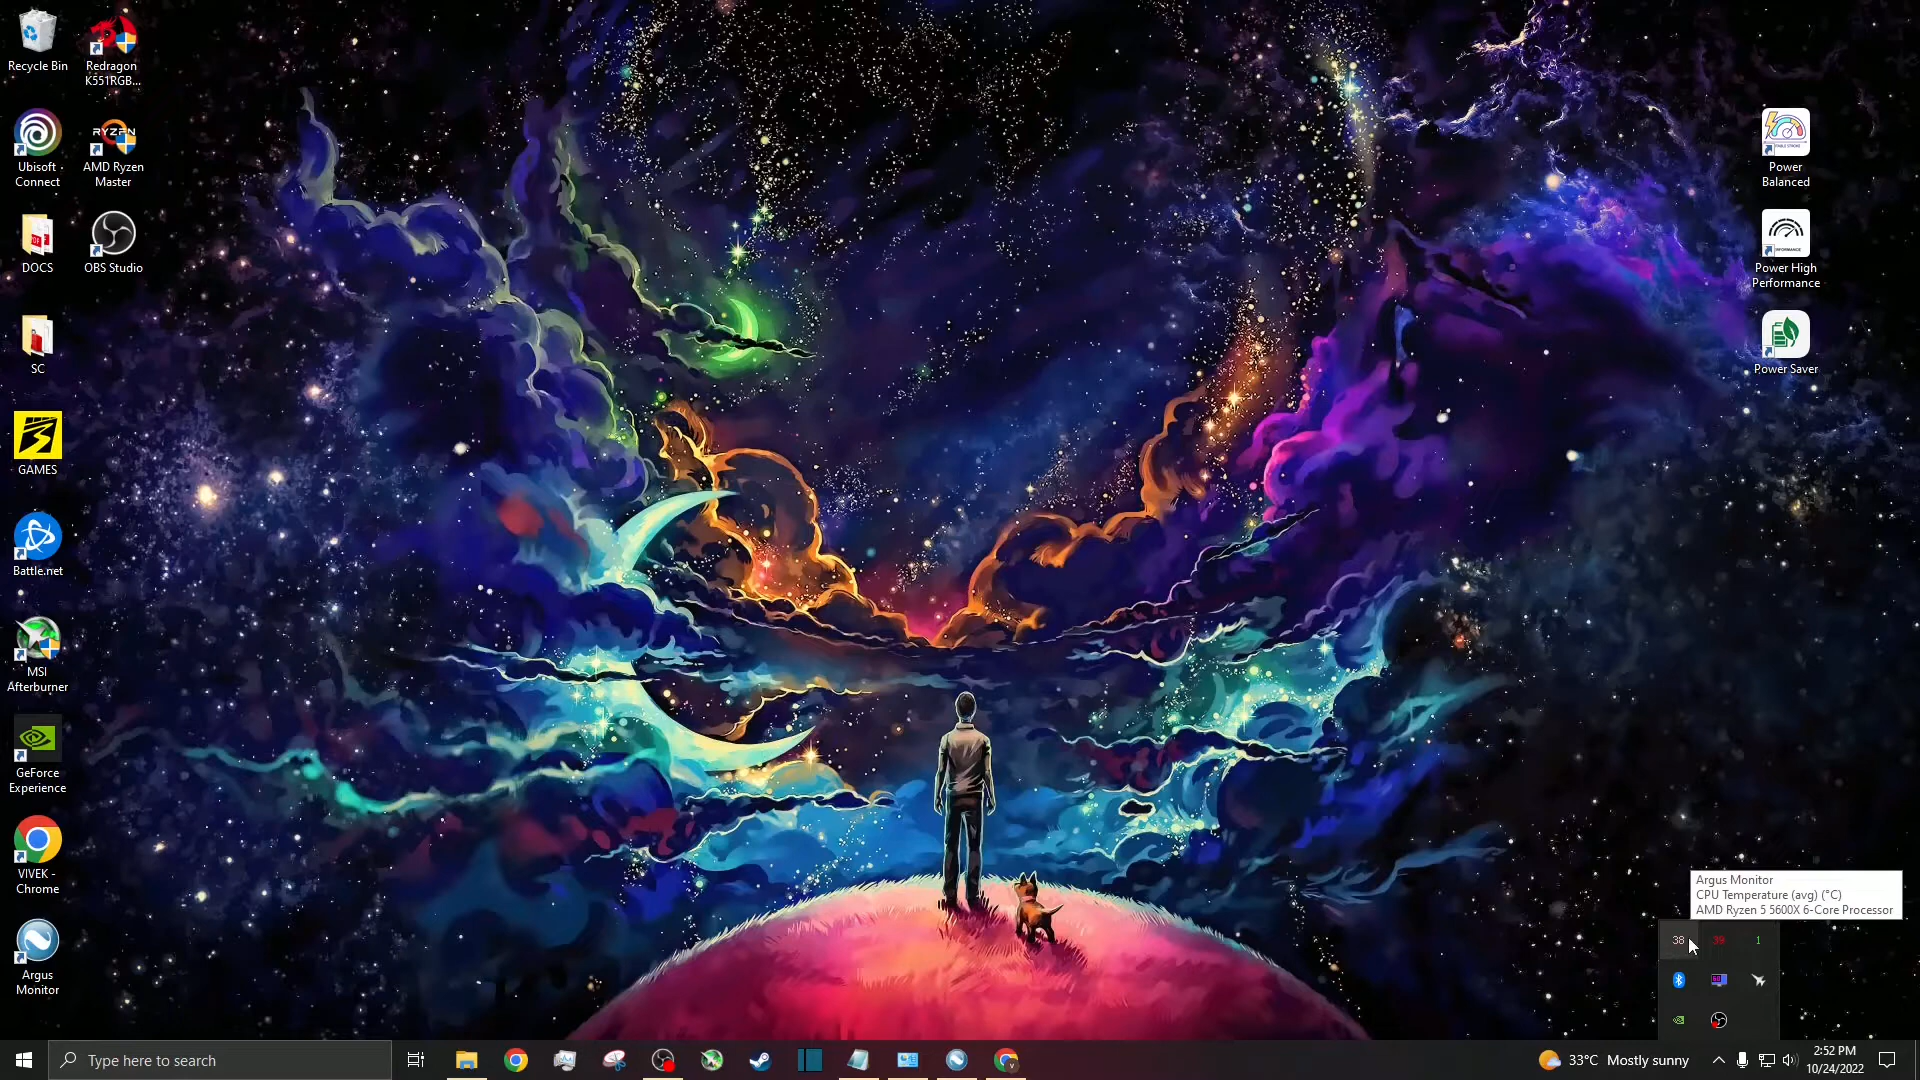 Recycle Bin
Redragon
K551RGB...
Ubisoft
Connect
RYZEN
AMD Ryzen
Master
DOCS
OBS Studio
SC
GAMES
Battle.net
MSI
Afterburner
GeForce
Experience
VIVEK -
Chrome
Argus
Monitor
Power
Balanced
Power High
Performance
Power Saver
Argus Monitor
CPU Temperature (avg) (°C)
AMD Ryzen 5 5600X 6-Core Processor
38
39
1
Type here to search
33°C Mostly sunny
2:52 PM
10/24/2022